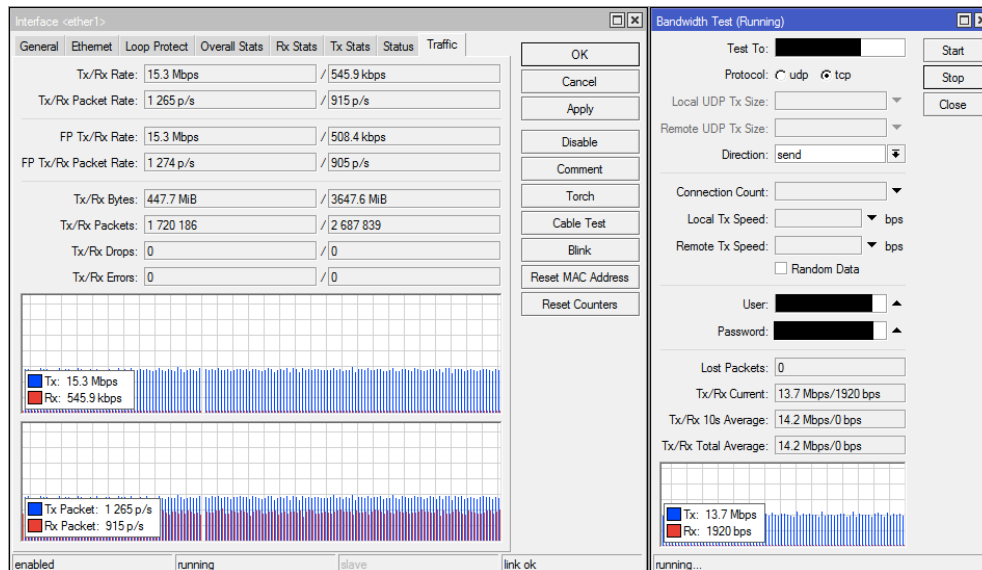 Interface <ether1>
General Ethernet Loop Protect Overall Stats Rx Stats Tx Stats Status Traffic
Tx/Rx Rate: 15.3 Mbps / 545.9 kbps
Tx/Rx Packet Rate: 1 265 p/s / 915 p/s
FP Tx/Rx Rate: 15.3 Mbps / 508.4 kbps
FP Tx/Rx Packet Rate: 1 274 p/s / 905 p/s
Tx/Rx Bytes: 447.7 MiB / 3647.6 MiB
Tx/Rx Packets: 1 720 186 / 2 687 839
Tx/Rx Drops: 0 / 0
Tx/Rx Errors: 0 / 0
Tx: 15.3 Mbps
Rx: 545.9 kbps
Tx Packet: 1 265 p/s
Rx Packet: 915 p/s
enabled running slave link ok
OK
Cancel
Apply
Disable
Comment
Torch
Cable Test
Blink
Reset MAC Address
Reset Counters
Bandwidth Test (Running)
Test To:
Protocol: udp tcp
Local UDP Tx Size:
Remote UDP Tx Size:
Direction: send
Connection Count:
Local Tx Speed: bps
Remote Tx Speed: bps
Random Data
User:
Password:
Lost Packets: 0
Tx/Rx Current: 13.7 Mbps/1920 bps
Tx/Rx 10s Average: 14.2 Mbps/0 bps
Tx/Rx Total Average: 14.2 Mbps/0 bps
Tx: 13.7 Mbps
Rx: 1920 bps
running...
Start
Stop
Close